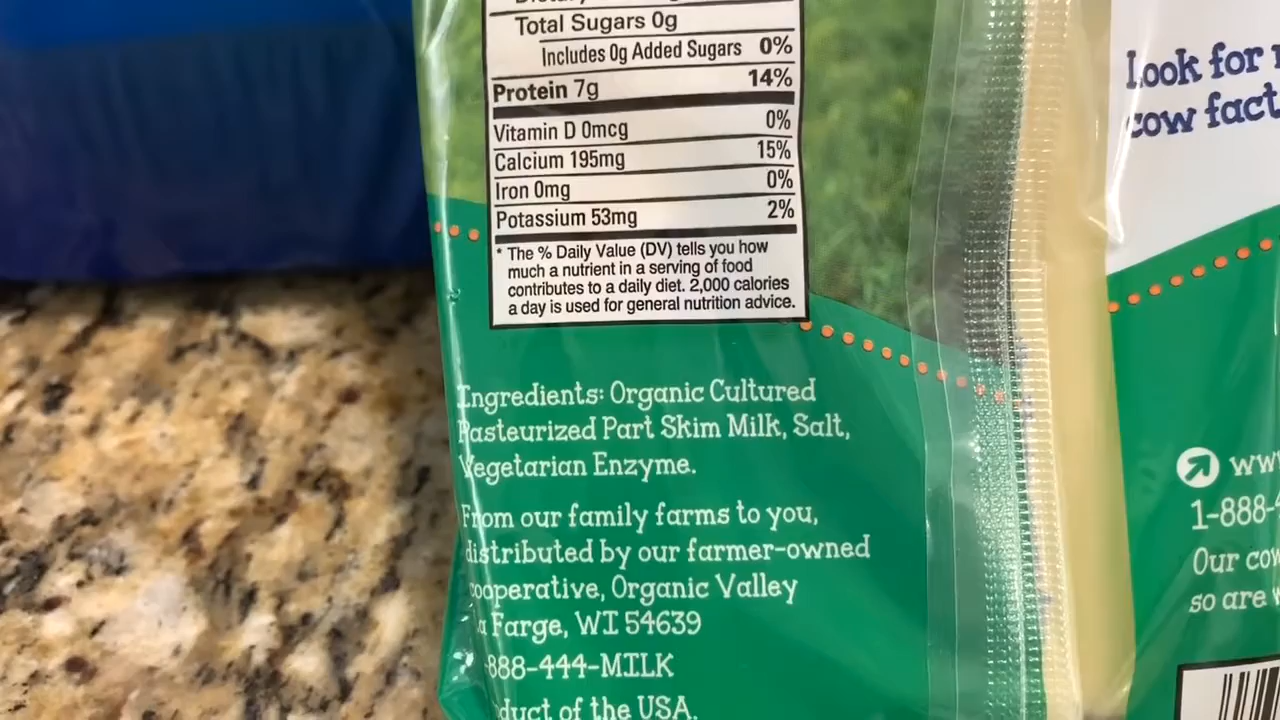 Total Sugars 0g
Includes 0g Added Sugars 0%
Protein 7g 14%
Vitamin D 0mcg 0%
Calcium 195mg 15%
Iron 0mg 0%
Potassium 53mg 2%
* The % Daily Value (DV) tells you how
much a nutrient in a serving of food
contributes to a daily diet. 2,000 calories
a day is used for general nutrition advice.
Ingredients: Organic Cultured
Pasteurized Part Skim Milk, Salt,
Vegetarian Enzyme.
From our family farms to you,
distributed by our farmer-owned
cooperative, Organic Valley
Farge, WI 54639
-888-444-MILK
duct of the USA.
Look for
cow fact
1-888-
Our
so are